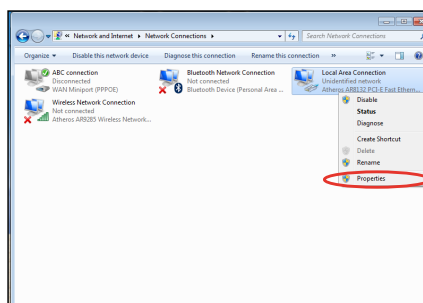 Network and Internet Network Connections Search Network Connections
Organize Disable this network device Diagnose this connection Rename this connection »
ABC connection
Disconnected
WAN Miniport (PPPOE)
Bluetooth Network Connection
Not connected
Bluetooth Device (Personal Area ...
Local Area Connection
Unidentified network
Atheros AR8132 PCI-E Fast Ethern...
Wireless Network Connection
Not connected
Atheros AR9285 Wireless Network...
Disable
Status
Diagnose
Create Shortcut
Delete
Rename
Properties